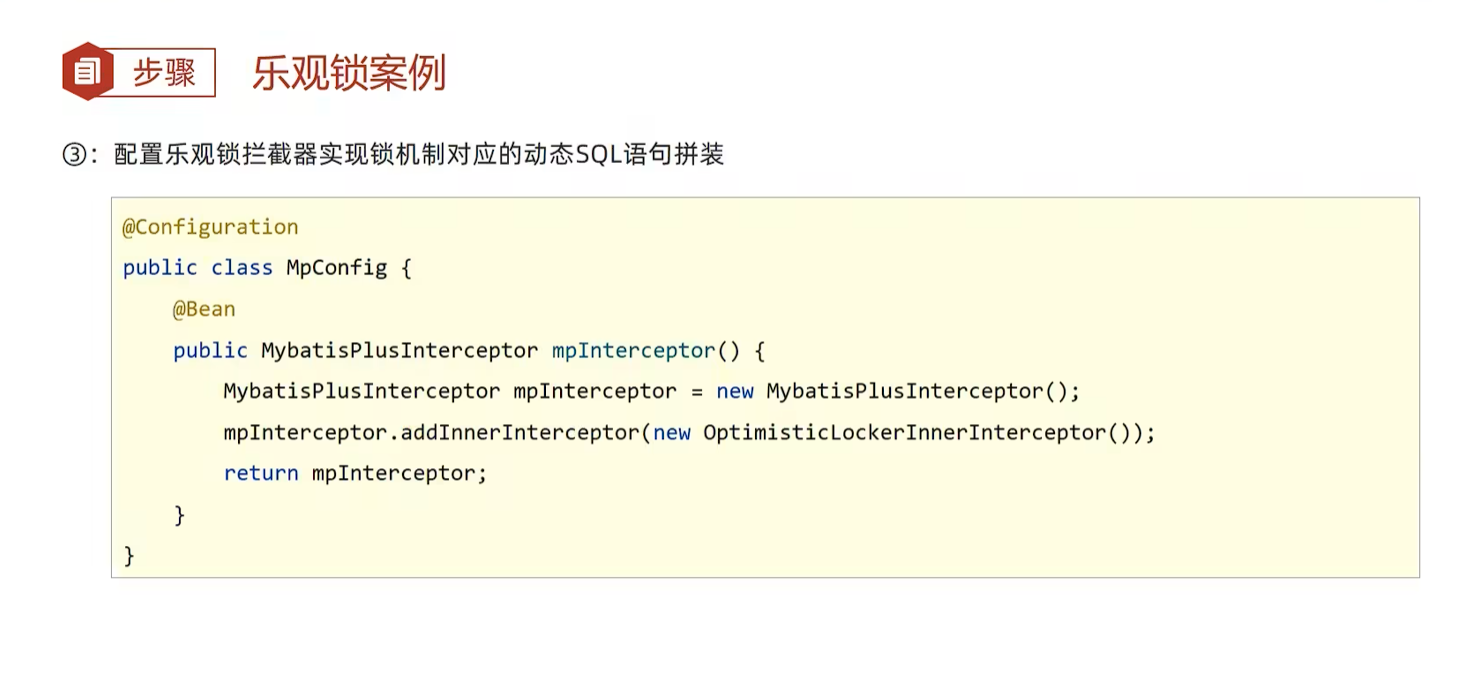 步骤 乐观锁案例
③：配置乐观锁拦截器实现锁机制对应的动态SQL语句拼装
@Configuration
public class MpConfig {
    @Bean
    public MybatisPlusInterceptor mpInterceptor() {
        MybatisPlusInterceptor mpInterceptor = new MybatisPlusInterceptor();
        mpInterceptor.addInnerInterceptor(new OptimisticLockerInnerInterceptor());
        return mpInterceptor;
    }
}